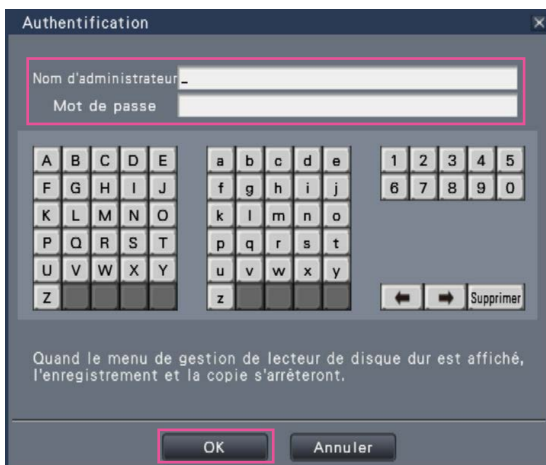 Authentification
Nom d'administrateur
Mot de passe
A B C D E a b c d e 1 2 3 4 5
F G H I J f g h i j 6 7 8 9 0
K L M N O k l m n o
P Q R S T p q r s t
U V W X Y u v w x y
Z z ← → Supprimer
Quand le menu de gestion de lecteur de disque dur est affiché,
l'enregistrement et la copie s'arrêteront.
OK Annuler